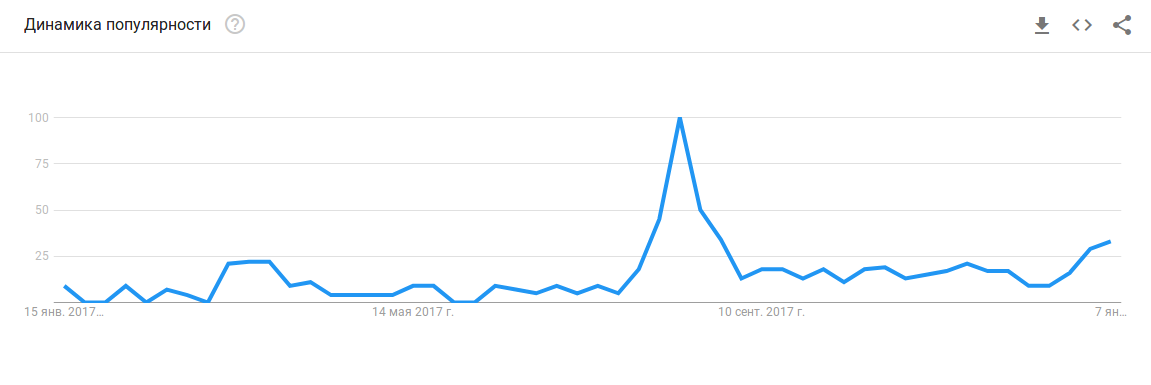 Динамика популярности
100
75
50
25
15 янв. 2017…
14 мая 2017 г.
10 сент. 2017 г.
7 ян…